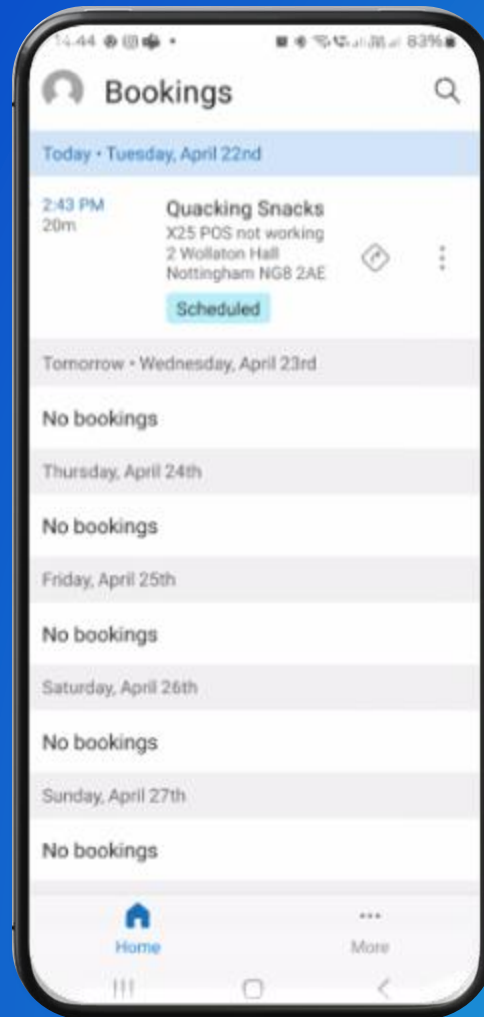 14:44 83%
Bookings
Today • Tuesday, April 22nd
2:43 PM Quacking Snacks
20m X25 POS not working
2 Wollaton Hall
Nottingham NG8 2AE
Scheduled
Tomorrow • Wednesday, April 23rd
No bookings
Thursday, April 24th
No bookings
Friday, April 25th
No bookings
Saturday, April 26th
No bookings
Sunday, April 27th
No bookings
Home More